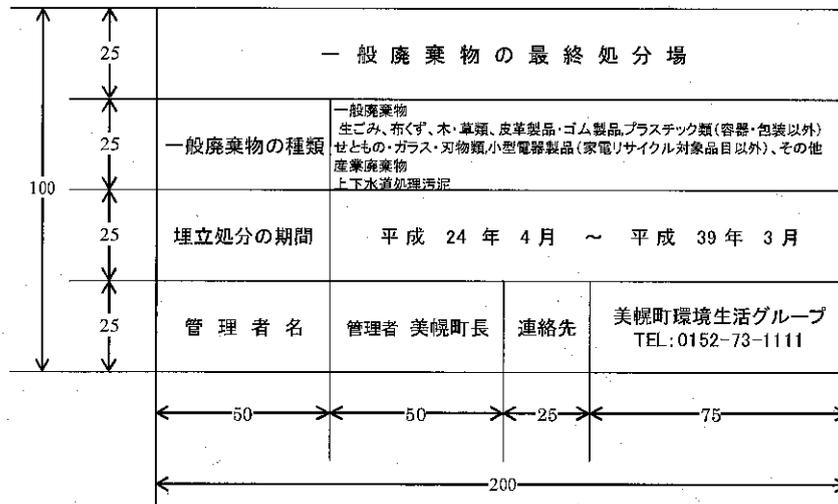 25
一般廃棄物の最終処分場
25
一般廃棄物の種類
一般廃棄物
生ごみ、布くず、木・草類、皮革製品・ゴム製品、プラスチック類(容器・包装以外)
せともの・ガラス・刃物類、小型電器製品(家電リサイクル対象品目以外)、その他
産業廃棄物
上下水道処理汚泥
100
25
埋立処分の期間
平成 24 年 4 月 ~ 平成 39 年 3 月
25
管理者名
管理者 美幌町長
連絡先
美幌町環境生活グループ
TEL:0152-73-1111
50
50
25
75
200